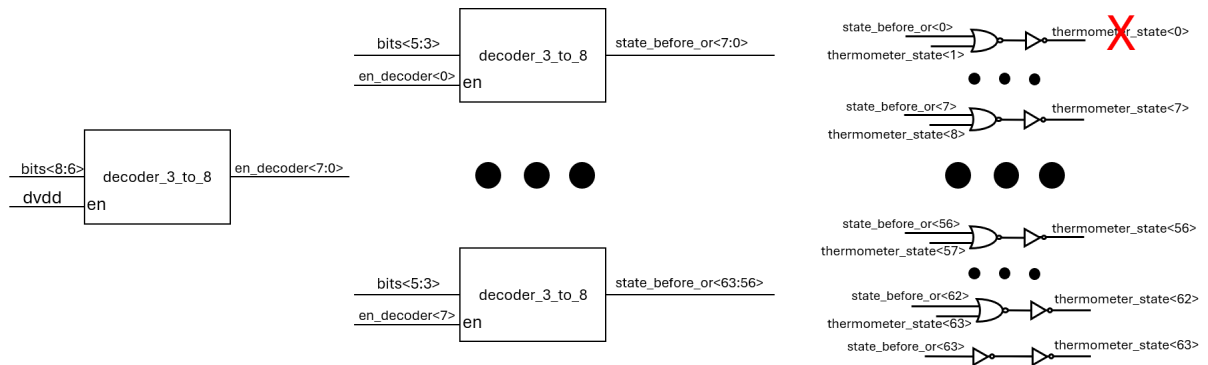 bits<8:6>
dvdd
en
decoder_3_to_8
en_decoder<7:0>
bits<5:3>
en_decoder<0>
en
decoder_3_to_8
state_before_or<7:0>
bits<5:3>
en_decoder<7>
en
decoder_3_to_8
state_before_or<63:56>
state_before_or<0>
thermometer_state<1>
thermometer_state<0>
X
state_before_or<7>
thermometer_state<8>
thermometer_state<7>
state_before_or<56>
thermometer_state<57>
thermometer_state<56>
state_before_or<62>
thermometer_state<63>
thermometer_state<62>
state_before_or<63>
thermometer_state<63>